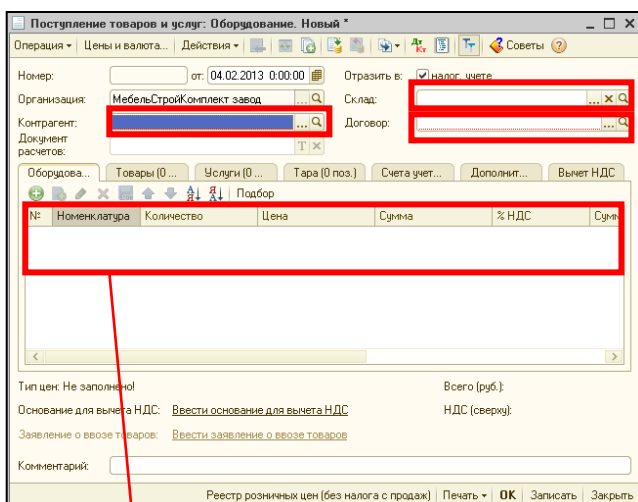 Поступление товаров и услуг: Оборудование. Новый *
Операция Цены и валюта... Действия Дт Кт Советы
Номер: от: 04.02.2013 0:00:00 Отразить в: налог. учете
Организация: МебельСтройКомплект завод ... Склад: ...
Контрагент: ... Договор: ...
Документ
расчетов: T
Оборудова... Товары (0 ... Услуги (0 ... Тара (0 поз.) Счета учет... Дополнит... Вычет НДС
Подбор
№ Номенклатура Количество Цена Сумма % НДС Сумм
Тип цен: Не заполнено! Всего (руб.):
Основание для вычета НДС: Ввести основание для вычета НДС НДС (сверху):
Заявление о ввозе товаров: Ввести заявление о ввозе товаров
Комментарий:
Реестр розничных цен (без налога с продаж) Печать OK Записать Закрыть